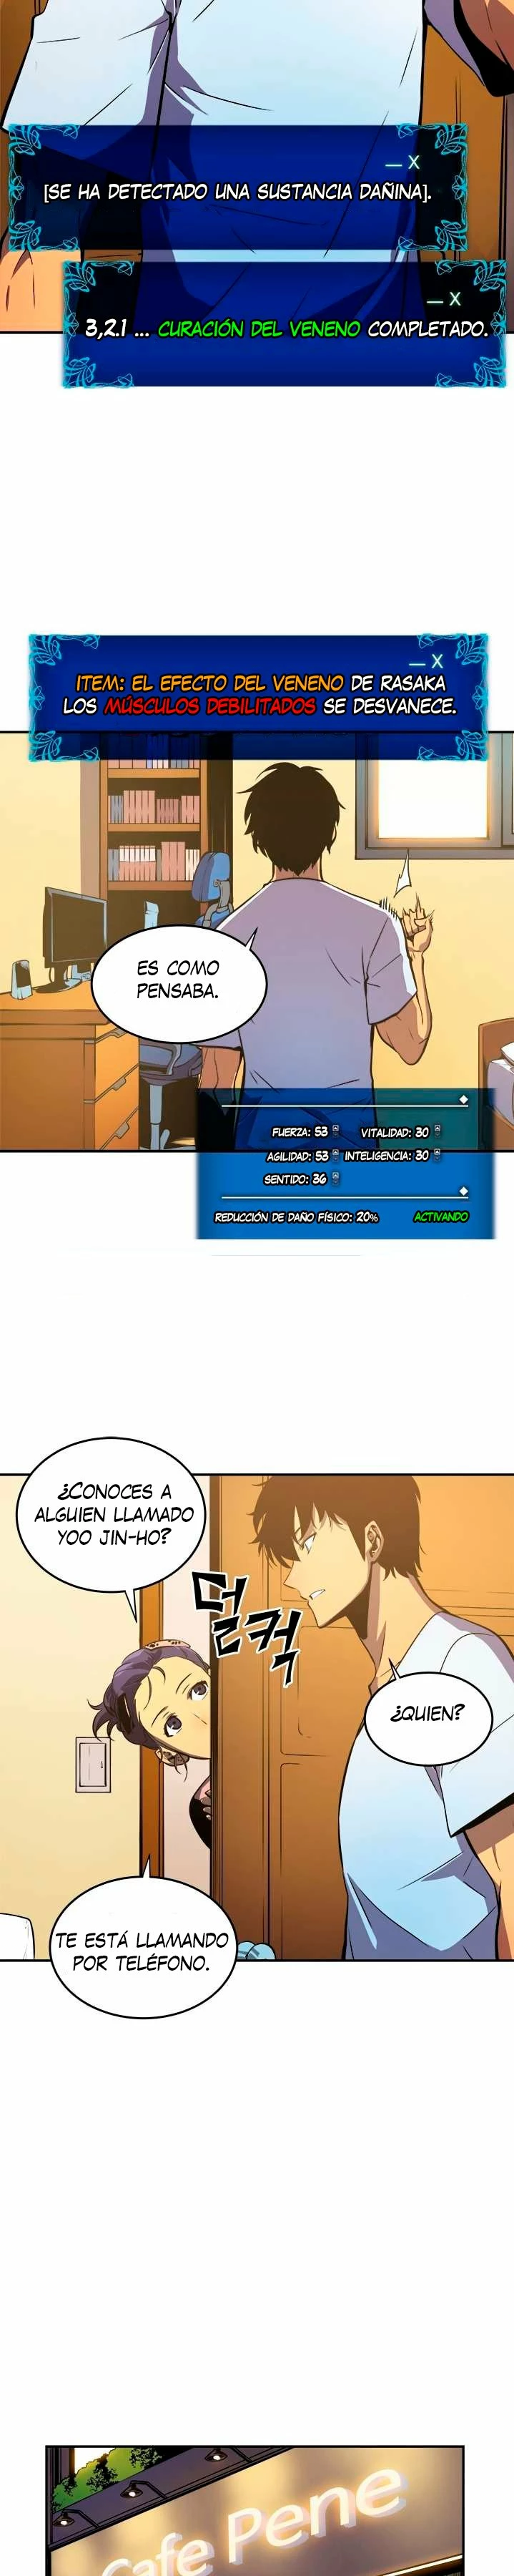 — X
[SE HA DETECTADO UNA SUSTANCIA DAÑINA].
— X
3,2.1 ... CURACIÓN DEL VENENO COMPLETADO.
— X
ITEM: EL EFECTO DEL VENENO DE RASAKA
LOS MÚSCULOS DEBILITADOS SE DESVANECE.
ES COMO
PENSABA.
FUERZA: 53 VITALIDAD: 30
AGILIDAD: 53 INTELIGENCIA: 30
SENTIDO: 36
REDUCCIÓN DE DAÑO FÍSICO: 20% ACTIVANDO
¿CONOCES A
ALGUIEN LLAMADO
YOO JIN-HO?
덜컥
¿QUIEN?
TE ESTÁ LLAMANDO
POR TELÉFONO.
Cafe Pene